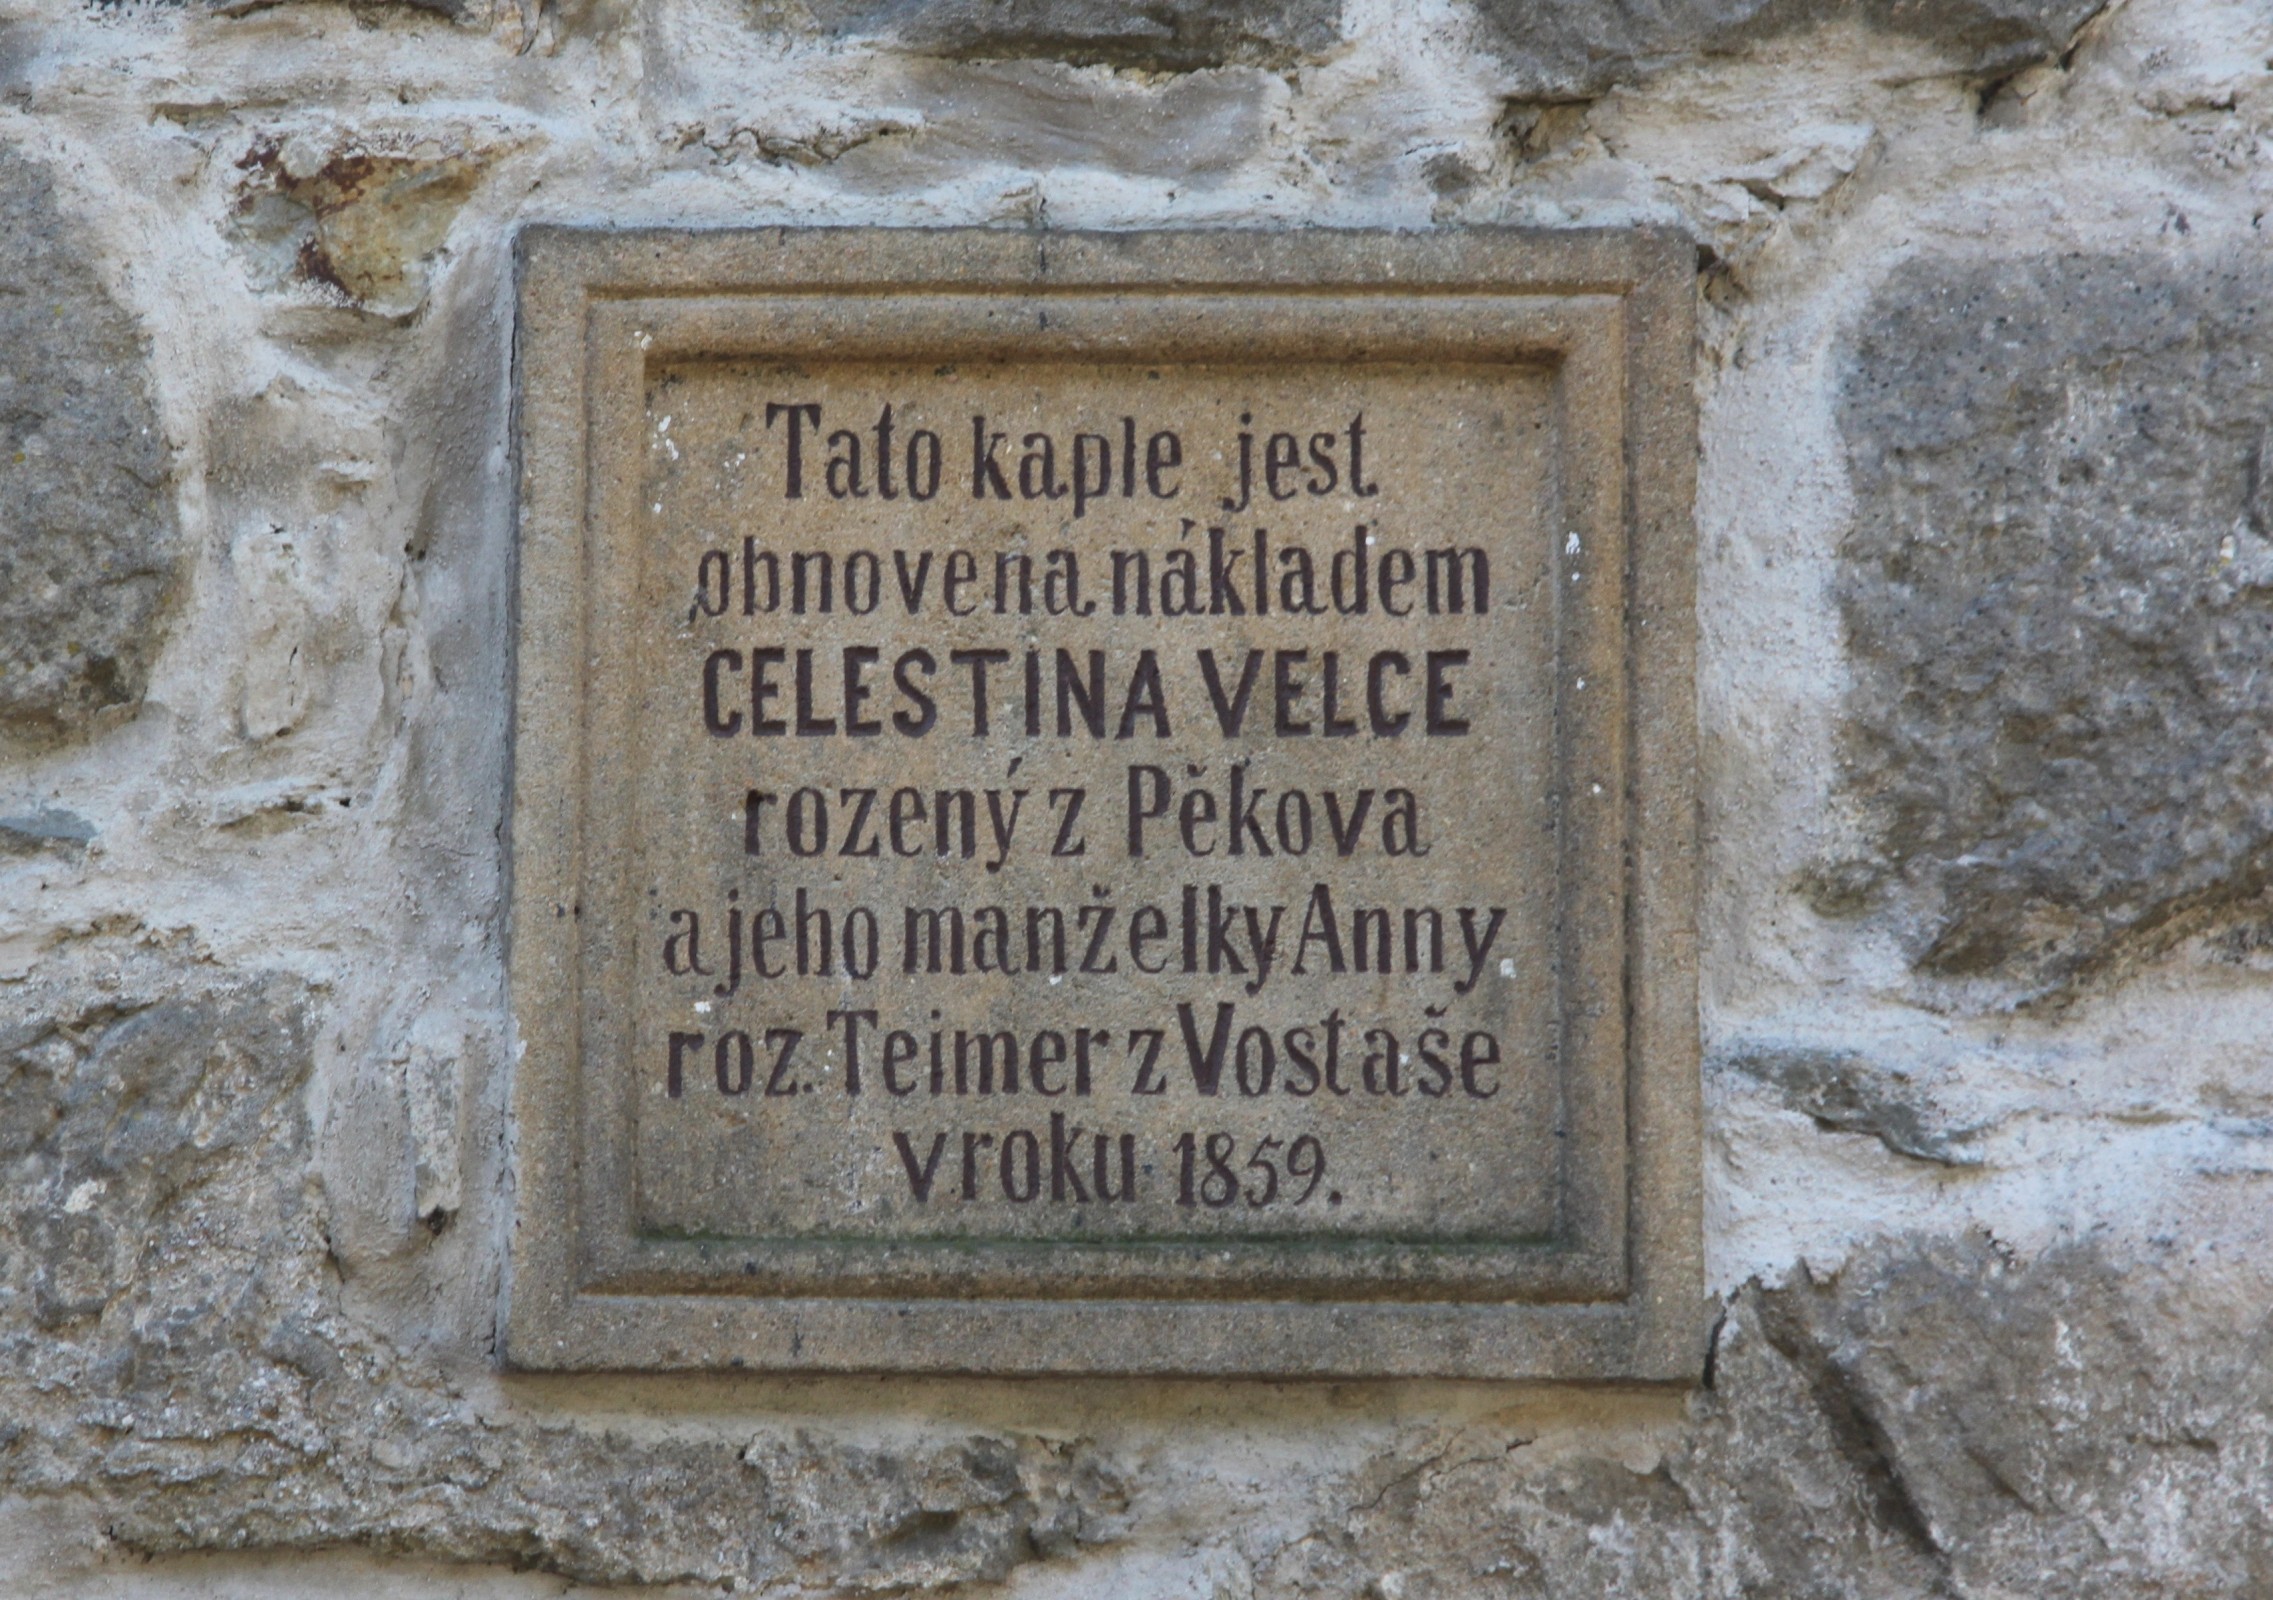 Tato kaple jest
obnovena nákladem
CELESTINA VELCE
rozený z Pěkova
a jeho manželky Anny
roz. Teimer z Vostaše
v roku 1859.